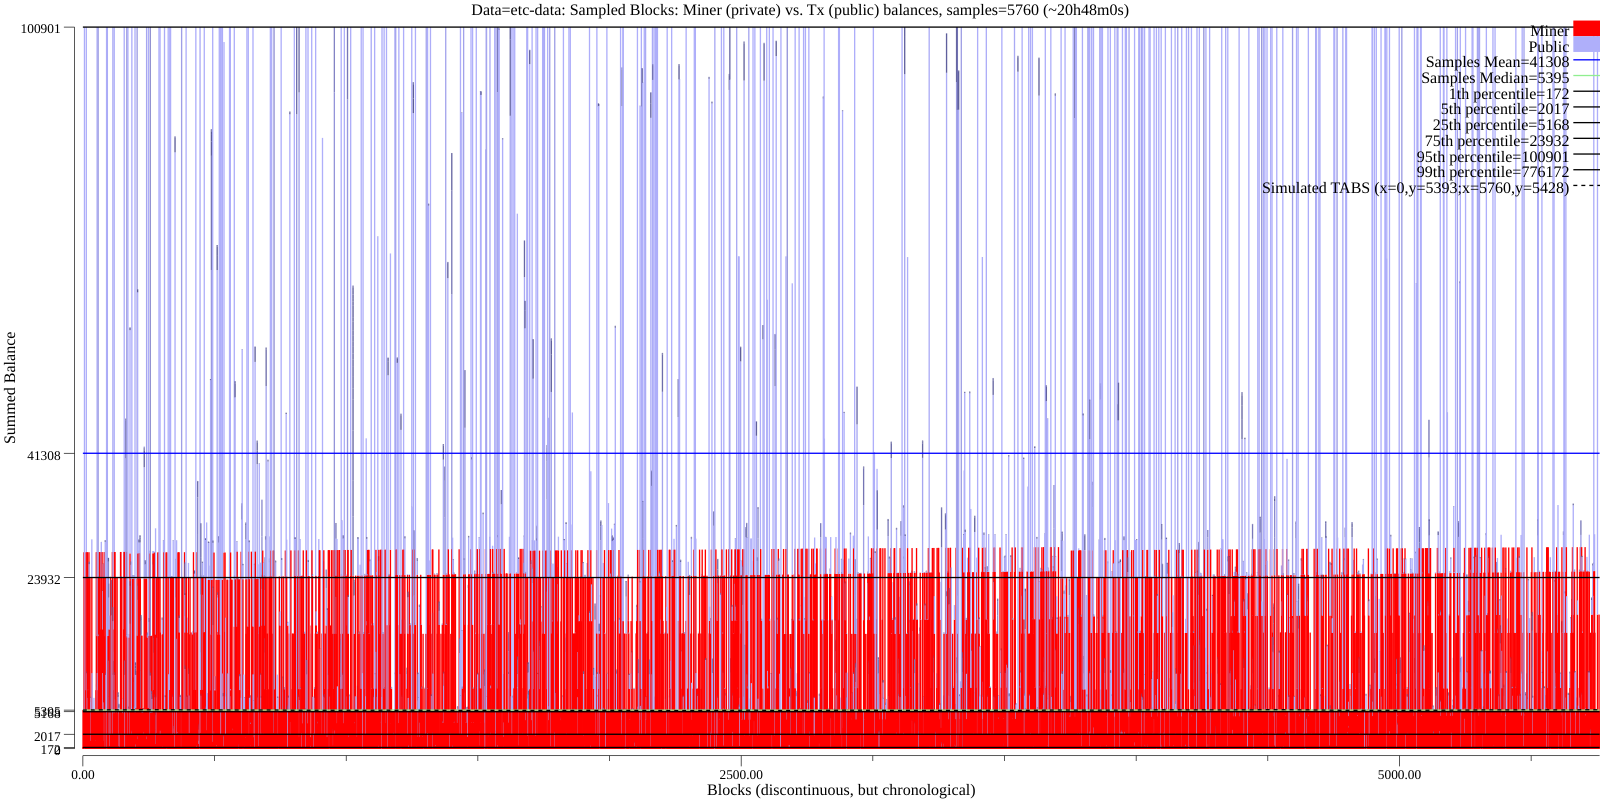 Data=etc-data: Sampled Blocks: Miner (private) vs. Tx (public) balances, samples=5760 (~20h48m0s)
100901
Miner
Public
Samples Mean=41308
Samples Median=5395
1th percentile=172
5th percentile=2017
25th percentile=5168
75th percentile=23932
95th percentile=100901
99th percentile=776172
Simulated TABS (x=0,y=5393;x=5760,y=5428)
Summed Balance
41308
23932
2017
0.00
2500.00
5000.00
Blocks (discontinuous, but chronological)